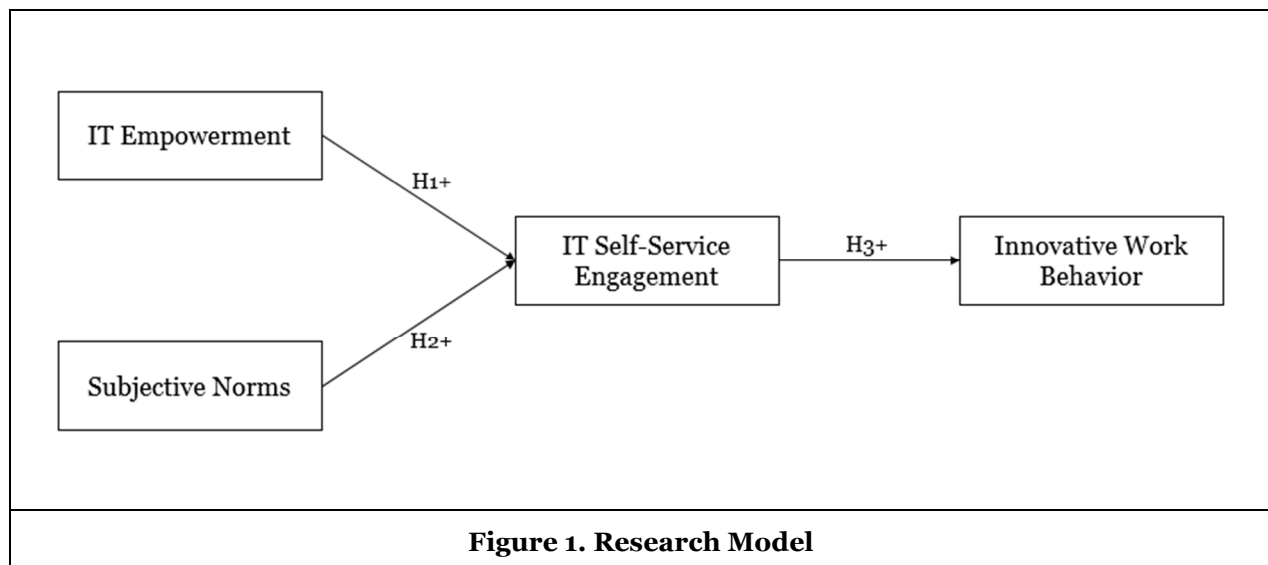 IT Empowerment
H1+
IT Self-Service
Engagement
H3+
Innovative Work
Behavior
H2+
Subjective Norms
Figure 1. Research Model